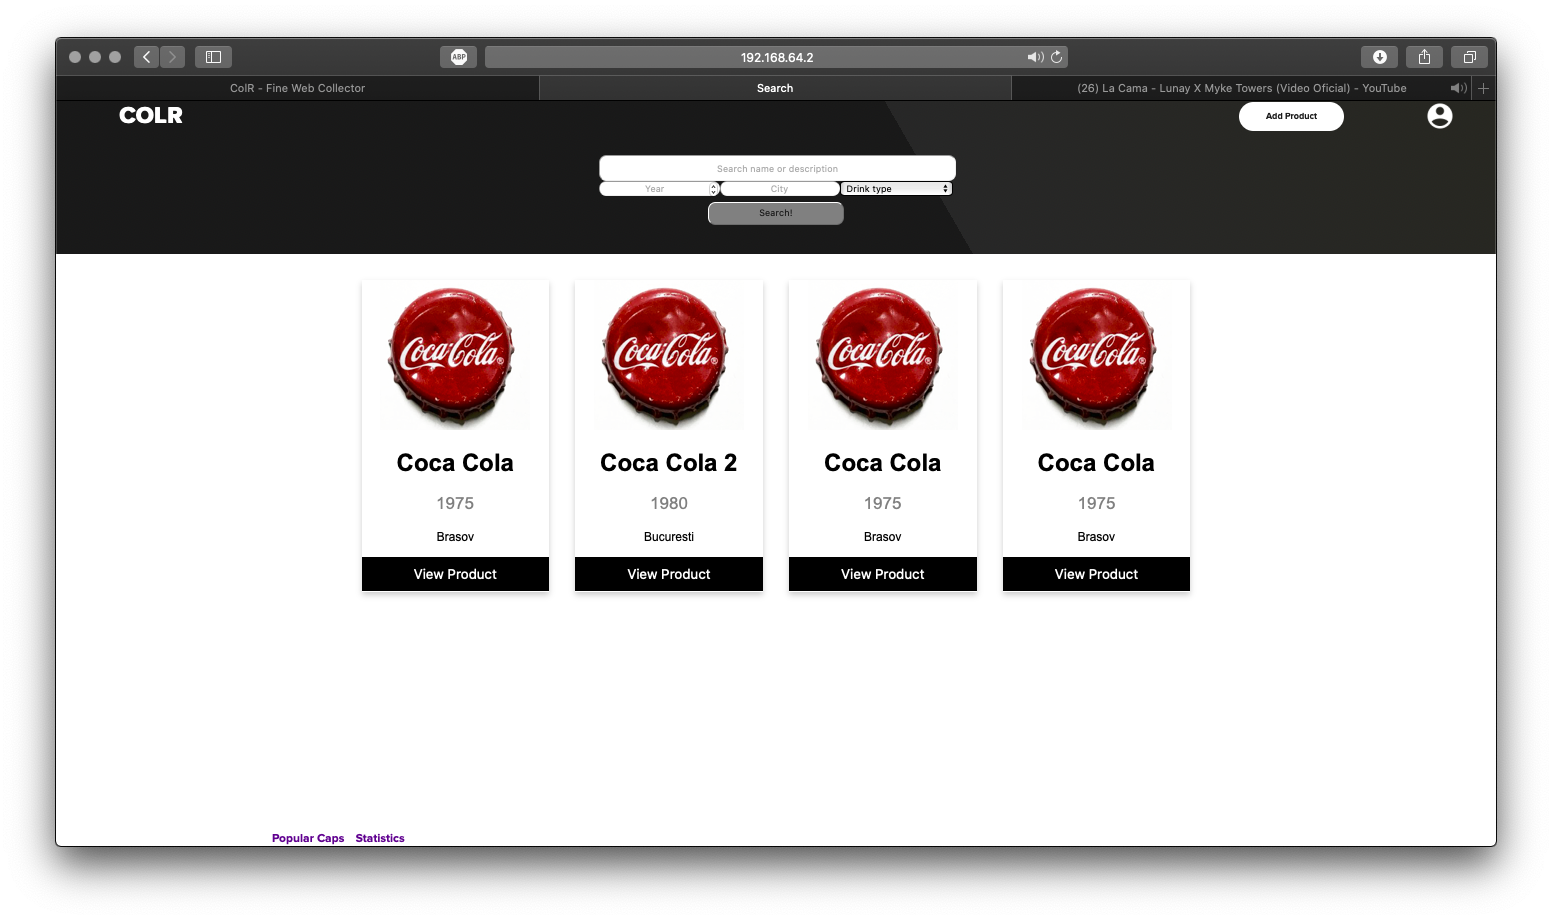 ABP
192.168.64.2
ColR - Fine Web Collector
Search
(26) La Cama - Lunay X Myke Towers (Video Oficial) - YouTube
COLR
Add Product
Search name or description
Year
City
Drink type
Search!
Coca-Cola®
Coca-Cola®
Coca-Cola®
Coca-Cola®
Coca Cola
Coca Cola 2
Coca Cola
Coca Cola
1975
1980
1975
1975
Brasov
Bucuresti
Brasov
Brasov
View Product
View Product
View Product
View Product
Popular Caps
Statistics